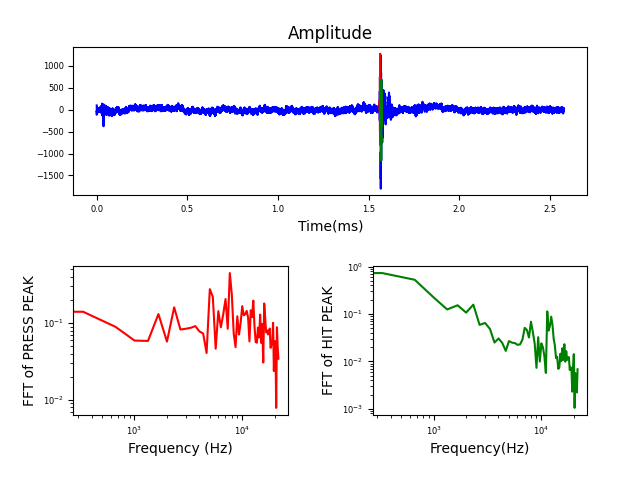 Amplitude
1000
500
0
−500
−1000
−1500
0.0 0.5 1.0 1.5 2.0 2.5
Time(ms)
FFT of PRESS PEAK
10⁻¹
10⁻²
10³ 10⁴
Frequency (Hz)
FFT of HIT PEAK
10⁰
10⁻¹
10⁻²
10⁻³
10³ 10⁴
Frequency(Hz)